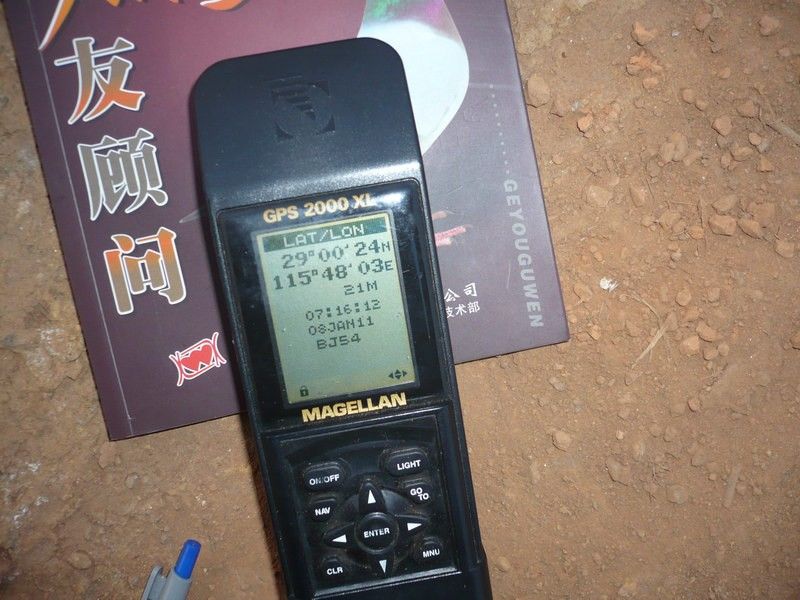 友
顾
问
GEYOUGUWEN
公司
技术部
GPS 2000 XL
LAT/LON
29°00'24N
115°48'03E
21M
07:16:12
08JAN11
BJ54
MAGELLAN
ON/OFF
LIGHT
NAV
GO TO
ENTER
CLR
MNU